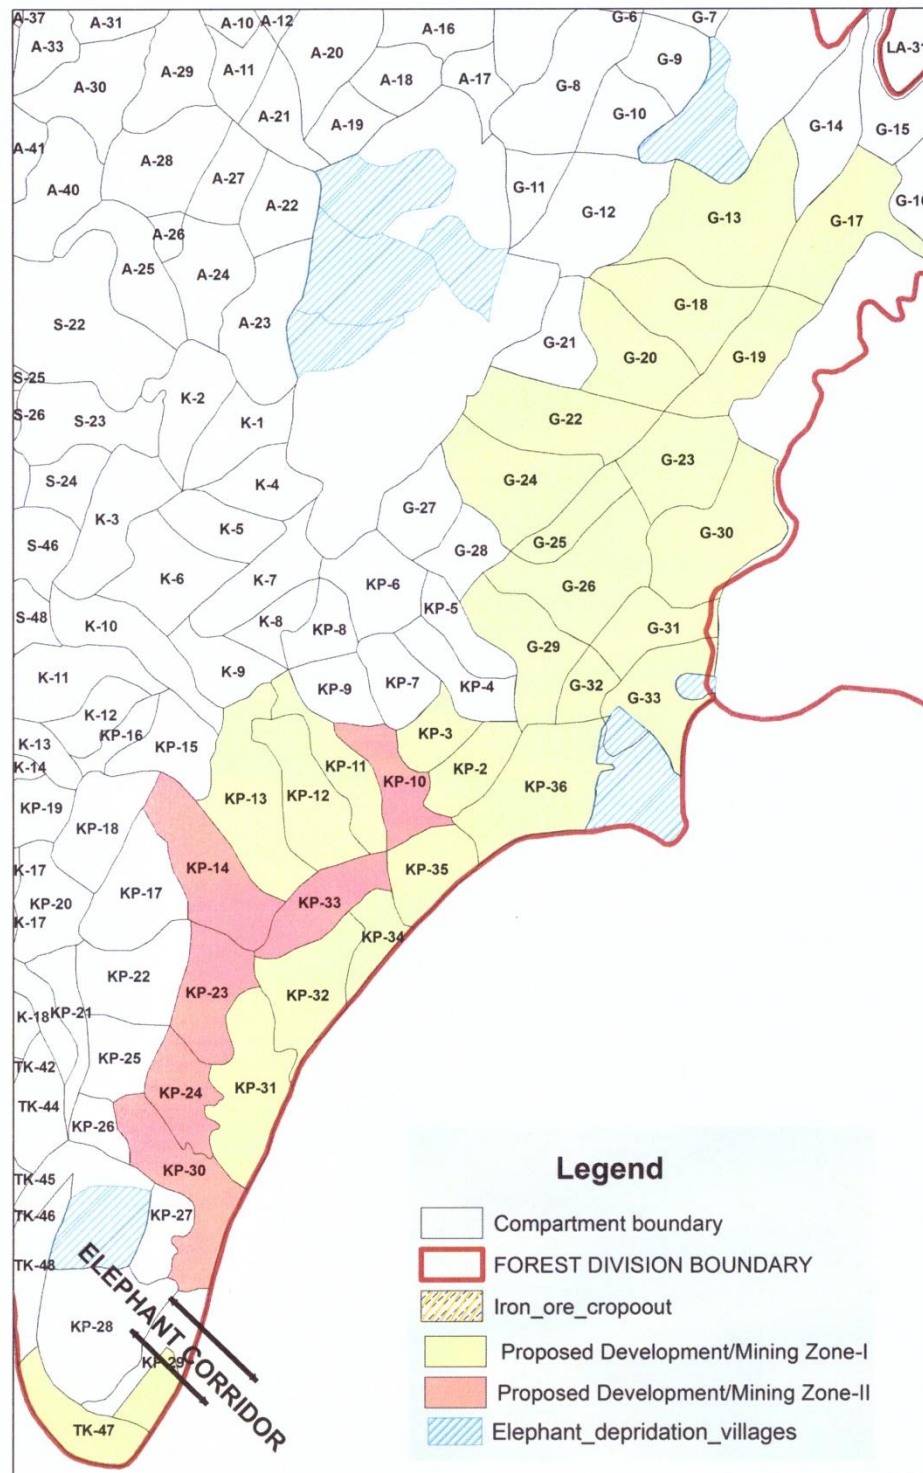 A-37
A-31
A-10
A-12
A-16
G-6
G-7
A-33
A-20
G-9
LA-31
A-30
A-29
A-11
A-18
A-17
G-8
A-21
A-19
G-10
G-14
G-15
A-41
A-28
A-40
A-27
A-22
G-11
G-12
G-13
G-17
A-26
A-25
A-24
S-22
A-23
G-18
G-21
G-20
G-19
S-25
K-2
S-26
S-23
K-1
G-22
S-24
K-4
G-24
G-23
K-3
K-5
G-27
S-46
G-25
G-30
G-28
K-6
K-7
KP-6
G-26
S-48
K-10
K-8
KP-8
KP-5
G-31
G-29
K-11
K-9
KP-9
KP-7
KP-4
G-32
G-33
K-12
K-13
KP-16
KP-15
KP-3
K-14
KP-13
KP-12
KP-11
KP-10
KP-2
KP-36
KP-19
KP-18
K-17
KP-14
KP-35
KP-17
KP-20
KP-33
K-17
KP-34
KP-22
KP-23
KP-32
K-18
KP-21
KP-25
TK-42
KP-24
KP-31
TK-44
KP-26
KP-30
TK-45
TK-46
KP-27
TK-48
KP-28
KP-29
TK-47
ELEPHANT CORRIDOR
Legend
Compartment boundary
FOREST DIVISION BOUNDARY
Iron_ore_cropoout
Proposed Development/Mining Zone-I
Proposed Development/Mining Zone-II
Elephant_depridation_villages